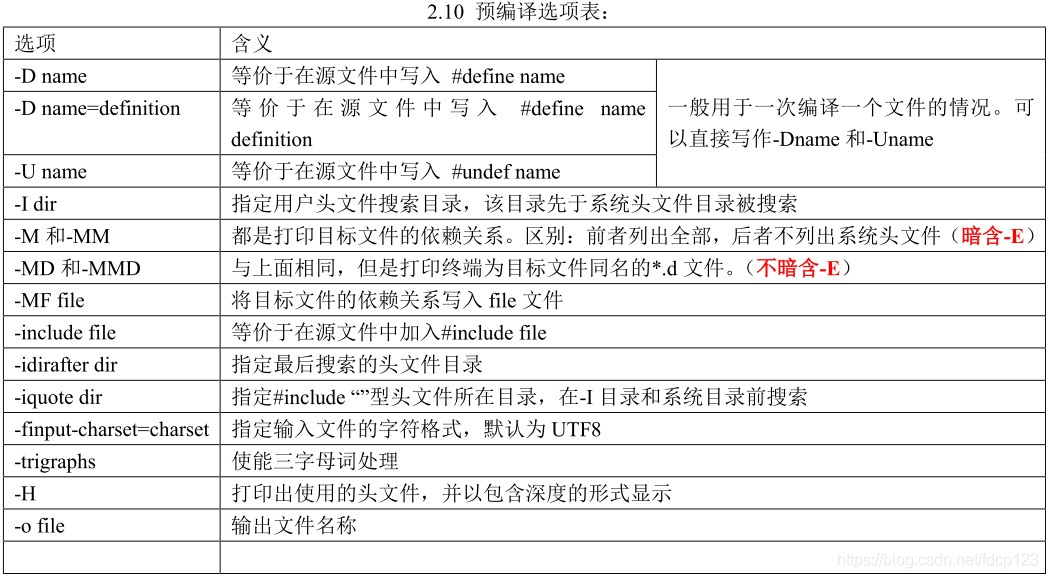 2.10 预编译选项表：
选项 含义
-D name 等价于在源文件中写入 #define name
-D name=definition 等价于在源文件中写入 #define name
definition
一般用于一次编译一个文件的情况。可
以直接写作-Dname 和-Uname
-U name 等价于在源文件中写入 #undef name
-I dir 指定用户头文件搜索目录，该目录先于系统头文件目录被搜索
-M 和-MM 都是打印目标文件的依赖关系。区别：前者列出全部，后者不列出系统头文件（暗含-E）
-MD 和-MMD 与上面相同，但是打印终端为目标文件同名的*.d 文件。（不暗含-E）
-MF file 将目标文件的依赖关系写入 file 文件
-include file 等价于在源文件中加入#include file
-idirafter dir 指定最后搜索的头文件目录
-iquote dir 指定#include “”型头文件所在目录，在-I 目录和系统目录前搜索
-finput-charset=charset 指定输入文件的字符格式，默认为 UTF8
-trigraphs 使能三字母词处理
-H 打印出使用的头文件，并以包含深度的形式显示
-o file 输出文件名称
https://blog.csdn.net/fdcp123